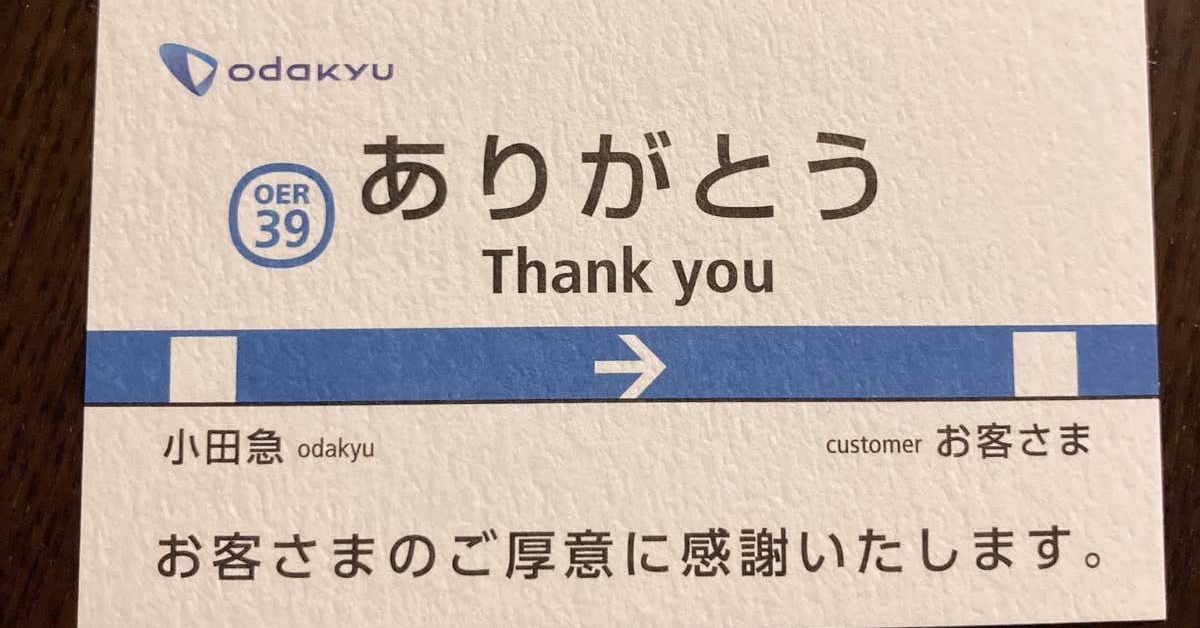 odakyu
OER
39
ありがとう
Thank you
→
小田急 odakyu
customer お客さま
お客さまのご厚意に感謝いたします。